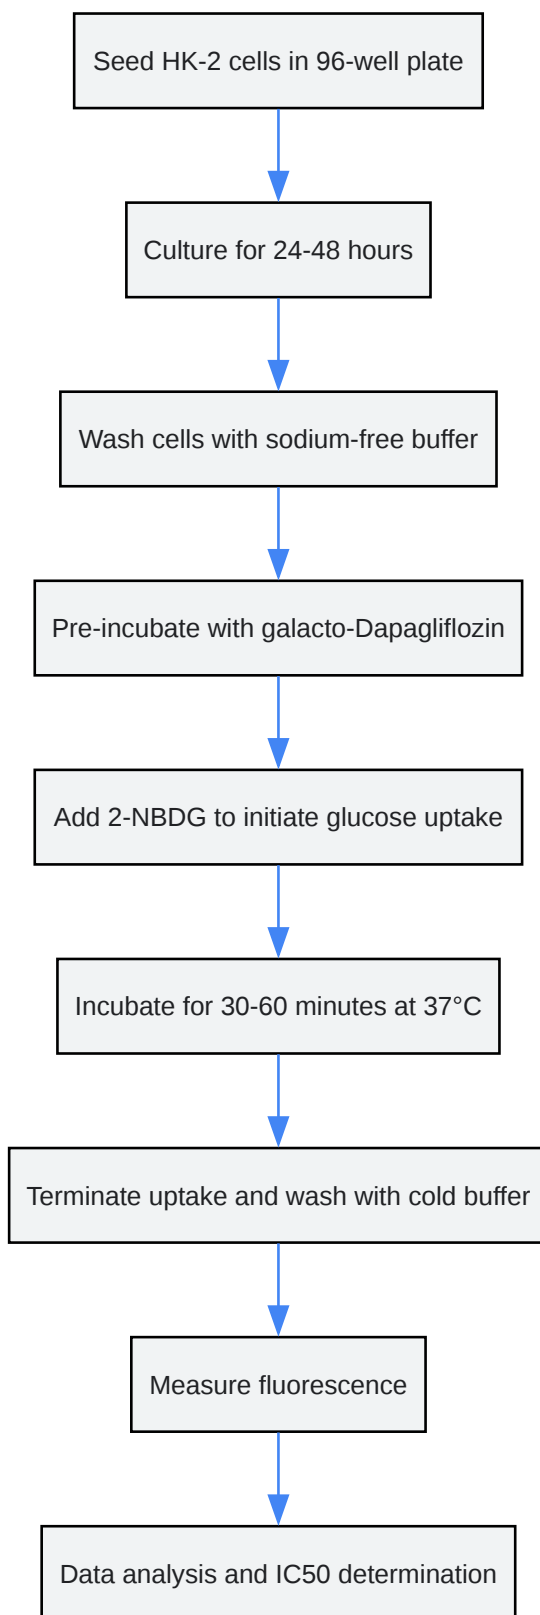 Seed HK-2 cells in 96-well plate
Culture for 24-48 hours
Wash cells with sodium-free buffer
Pre-incubate with galacto-Dapagliflozin
Add 2-NBDG to initiate glucose uptake
Incubate for 30-60 minutes at 37°C
Terminate uptake and wash with cold buffer
Measure fluorescence
Data analysis and IC50 determination